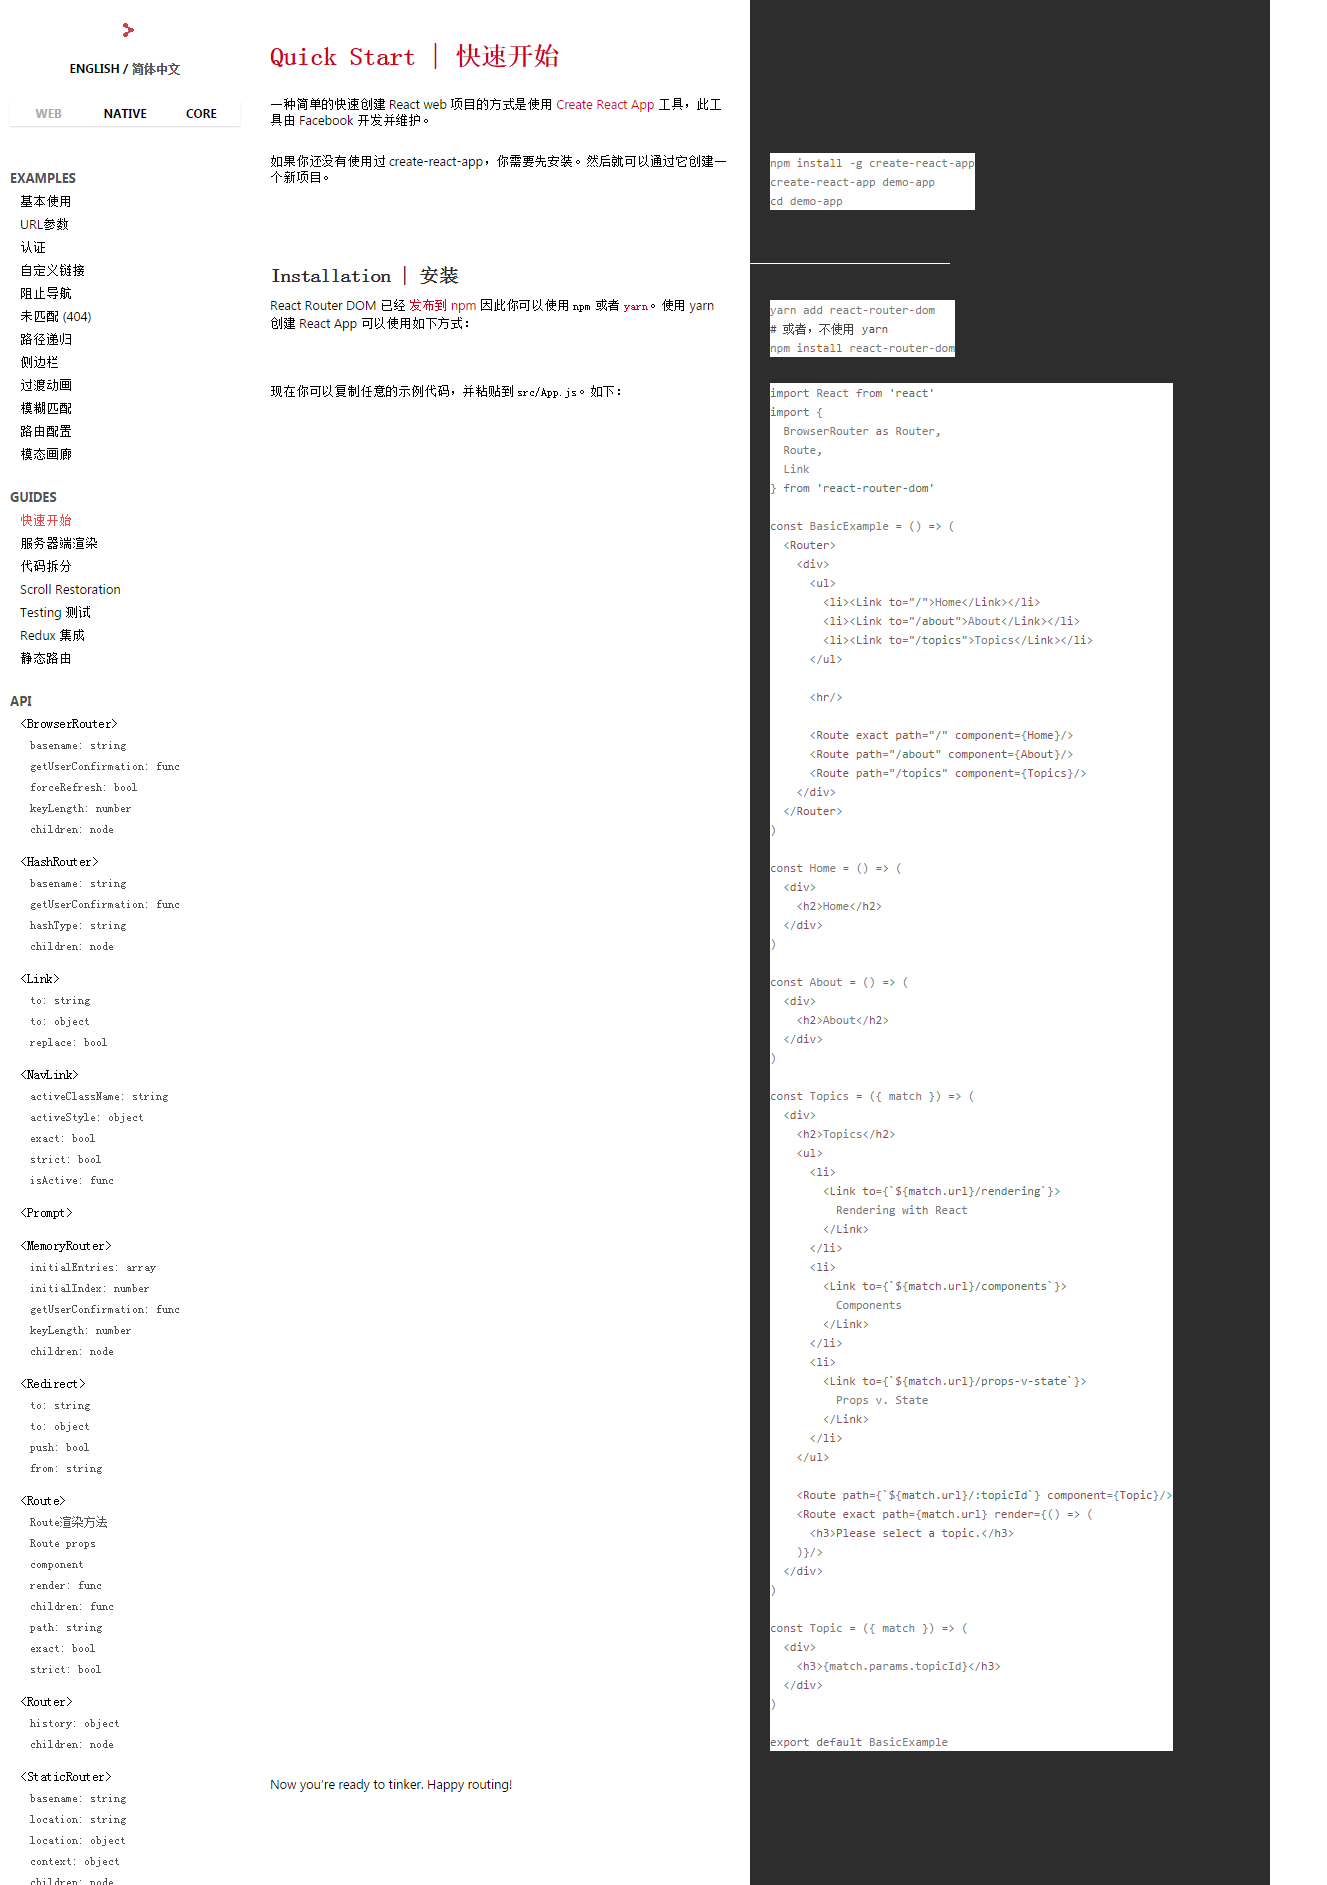 ENGLISH / 简体中文
WEB NATIVE CORE
EXAMPLES
基本使用
URL参数
认证
自定义链接
阻止导航
未匹配 (404)
路径递归
侧边栏
过渡动画
模糊匹配
路由配置
模态画廊
GUIDES
快速开始
服务器端渲染
代码拆分
Scroll Restoration
Testing 测试
Redux 集成
静态路由
API
<BrowserRouter>
basename: string
getUserConfirmation: func
forceRefresh: bool
keyLength: number
children: node
<HashRouter>
basename: string
getUserConfirmation: func
hashType: string
children: node
<Link>
to: string
to: object
replace: bool
<NavLink>
activeClassName: string
activeStyle: object
exact: bool
strict: bool
isActive: func
<Prompt>
<MemoryRouter>
initialEntries: array
initialIndex: number
getUserConfirmation: func
keyLength: number
children: node
<Redirect>
to: string
to: object
push: bool
from: string
<Route>
Route渲染方法
Route props
component
render: func
children: func
path: string
exact: bool
strict: bool
<Router>
history: object
children: node
<StaticRouter>
basename: string
location: string
location: object
context: object
children: node
Quick Start | 快速开始
一种简单的快速创建 React web 项目的方式是使用 Create React App 工具，此工
具由 Facebook 开发并维护。
如果你还没有使用过 create-react-app，你需要先安装。然后就可以通过它创建一
个新项目。
npm install -g create-react-app
create-react-app demo-app
cd demo-app
Installation | 安装
React Router DOM 已经 发布到 npm 因此你可以使用 npm 或者 yarn。使用 yarn
创建 React App 可以使用如下方式：
yarn add react-router-dom
# 或者，不使用 yarn
npm install react-router-dom
现在你可以复制任意的示例代码，并粘贴到 src/App.js。如下：
import React from 'react'
import {
  BrowserRouter as Router,
  Route,
  Link
} from 'react-router-dom'
const BasicExample = () => (
  <Router>
    <div>
      <ul>
        <li><Link to="/">Home</Link></li>
        <li><Link to="/about">About</Link></li>
        <li><Link to="/topics">Topics</Link></li>
      </ul>
      <hr/>
      <Route exact path="/" component={Home}/>
      <Route path="/about" component={About}/>
      <Route path="/topics" component={Topics}/>
    </div>
  </Router>
)
const Home = () => (
  <div>
    <h2>Home</h2>
  </div>
)
const About = () => (
  <div>
    <h2>About</h2>
  </div>
)
const Topics = ({ match }) => (
  <div>
    <h2>Topics</h2>
    <ul>
      <li>
        <Link to={`${match.url}/rendering`}>
          Rendering with React
        </Link>
      </li>
      <li>
        <Link to={`${match.url}/components`}>
          Components
        </Link>
      </li>
      <li>
        <Link to={`${match.url}/props-v-state`}>
          Props v. State
        </Link>
      </li>
    </ul>
    <Route path={`${match.url}/:topicId`} component={Topic}/>
    <Route exact path={match.url} render={() => (
      <h3>Please select a topic.</h3>
    )}/>
  </div>
)
const Topic = ({ match }) => (
  <div>
    <h3>{match.params.topicId}</h3>
  </div>
)
export default BasicExample
Now you're ready to tinker. Happy routing!